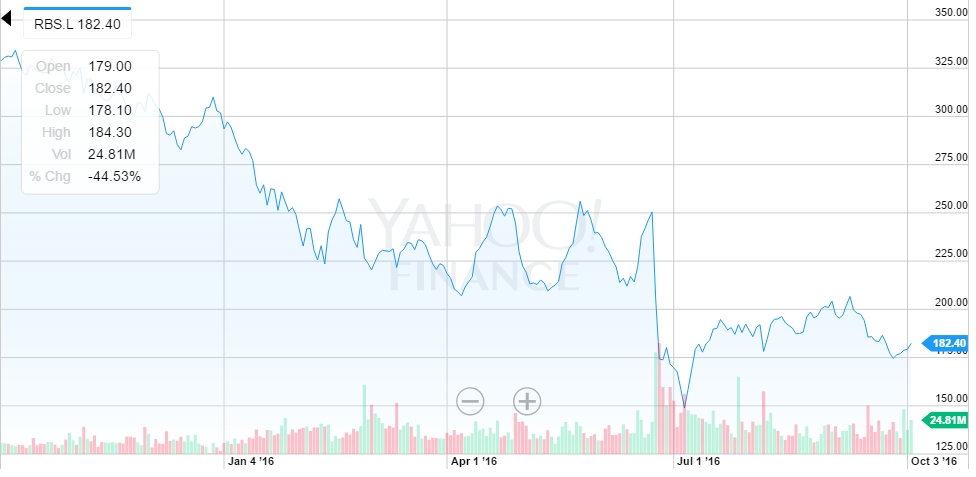 RBS.L 182.40
Open 179.00
Close 182.40
Low 178.10
High 184.30
Vol 24.81M
% Chg -44.53%
YAHOO!
FINANCE
350.00
325.00
300.00
275.00
250.00
225.00
200.00
182.40
175.00
150.00
24.81M
125.00
Jan 4 '16
Apr 1 '16
Jul 1 '16
Oct 3 '16